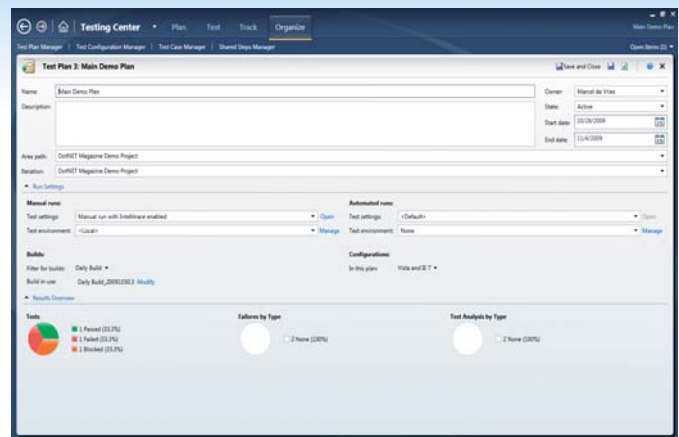 Testing Center Plan Test Track Organize
Main Demo Plan
Test Plan Manager | Test Configuration Manager | Test Case Manager | Shared Steps Manager
Open Items (1)
Test Plan 3: Main Demo Plan
Save and Close
Name: Main Demo Plan
Owner: Marcel de Vries
Description:
State: Active
Start date: 10/28/2009
End date: 11/4/2009
Area path: DotNET Magazine Demo Project
Iteration: DotNET Magazine Demo Project
Run Settings
Manual runs: Automated runs:
Test settings: Manual run with Intellitrace enabled Open Test settings: <Default> Open
Test environment: <Local> Manage Test environment: None Manage
Builds: Configurations:
Filter for builds: Daily Build In this plan: Vista and IE 7
Build in use: Daily Build_20091030.3 Modify
Results Overview
Tests Failures by Type Test Analysis by Type
1 Passed (33.3%)
1 Failed (33.3%) 2 None (100%) 2 None (100%)
1 Blocked (33.3%)